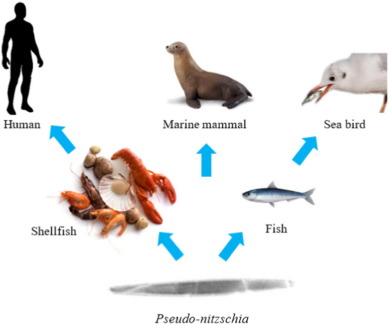 Human
Marine mammal
Sea bird
Shellfish
Fish
Pseudo-nitzschia